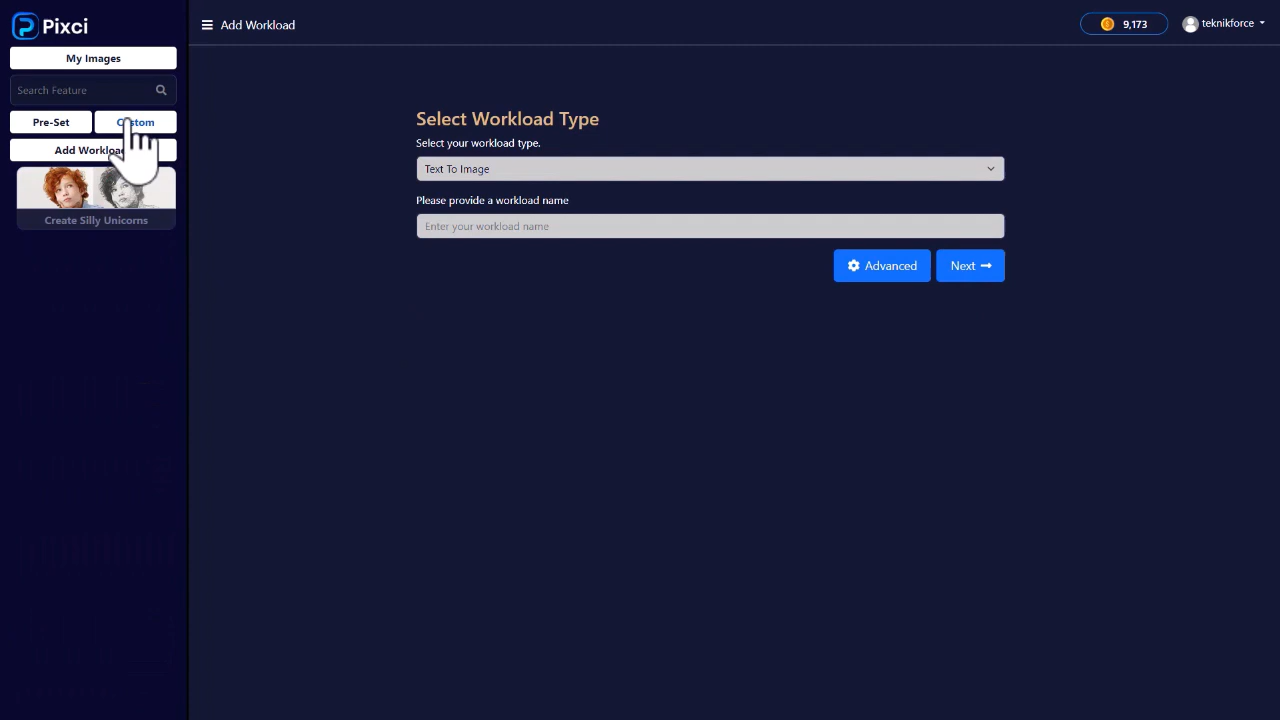 Pixci
My Images
Search Feature
Pre-Set
Add Workload
Create Silly Unicorns
Add Workload
9,173
teknikforce
Select Workload Type
Select your workload type.
Text To Image
Please provide a workload name
Enter your workload name
Advanced
Next